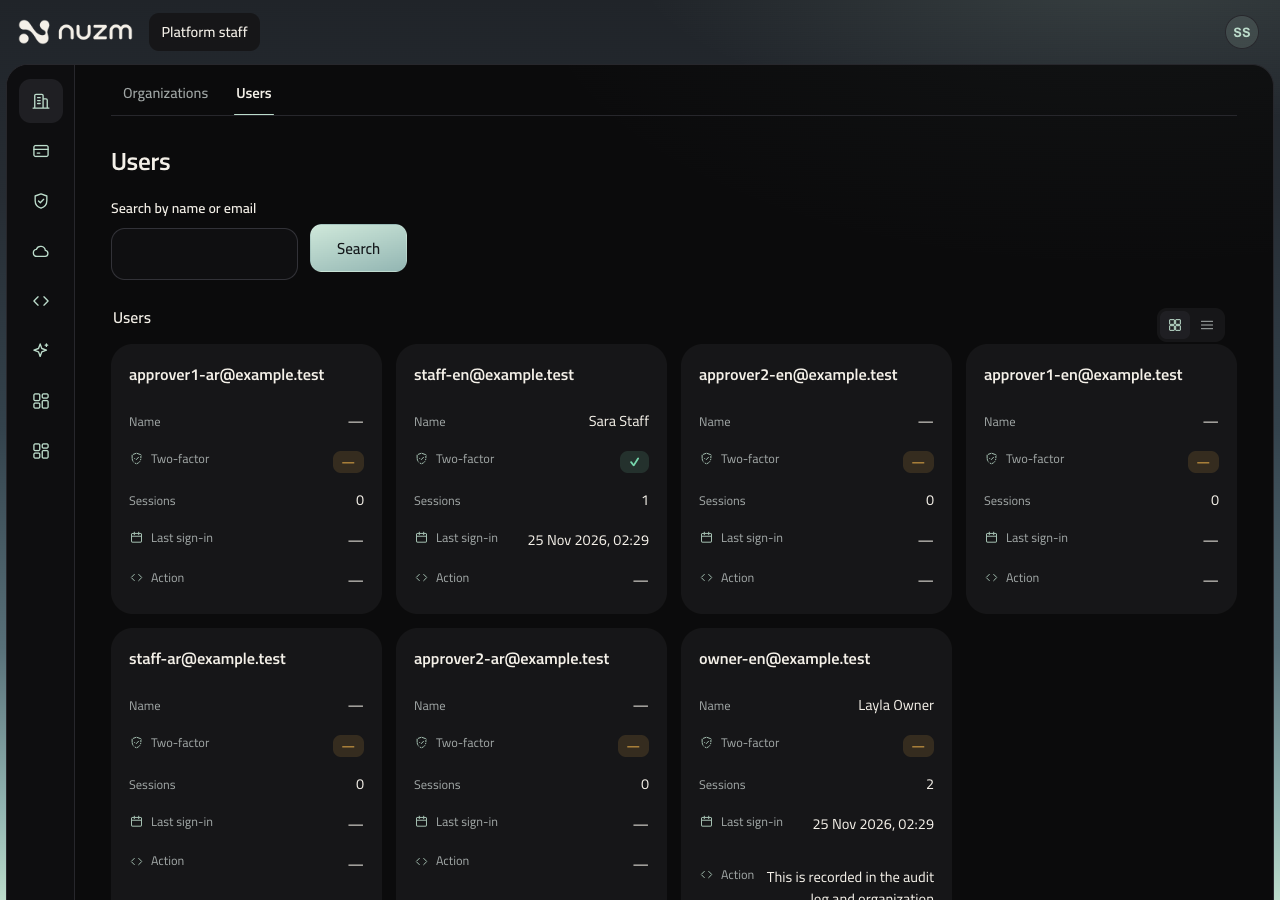 nuzm
Platform staff
SS
Organizations
Users
Users
Search by name or email
Search
Users
approver1-ar@example.test
Name —
Two-factor —
Sessions 0
Last sign-in —
Action —
staff-en@example.test
Name Sara Staff
Two-factor ✓
Sessions 1
Last sign-in 25 Nov 2026, 02:29
Action —
approver2-en@example.test
Name —
Two-factor —
Sessions 0
Last sign-in —
Action —
approver1-en@example.test
Name —
Two-factor —
Sessions 0
Last sign-in —
Action —
staff-ar@example.test
Name —
Two-factor —
Sessions 0
Last sign-in —
Action —
approver2-ar@example.test
Name —
Two-factor —
Sessions 0
Last sign-in —
Action —
owner-en@example.test
Name Layla Owner
Two-factor —
Sessions 2
Last sign-in 25 Nov 2026, 02:29
Action This is recorded in the audit
log and organization